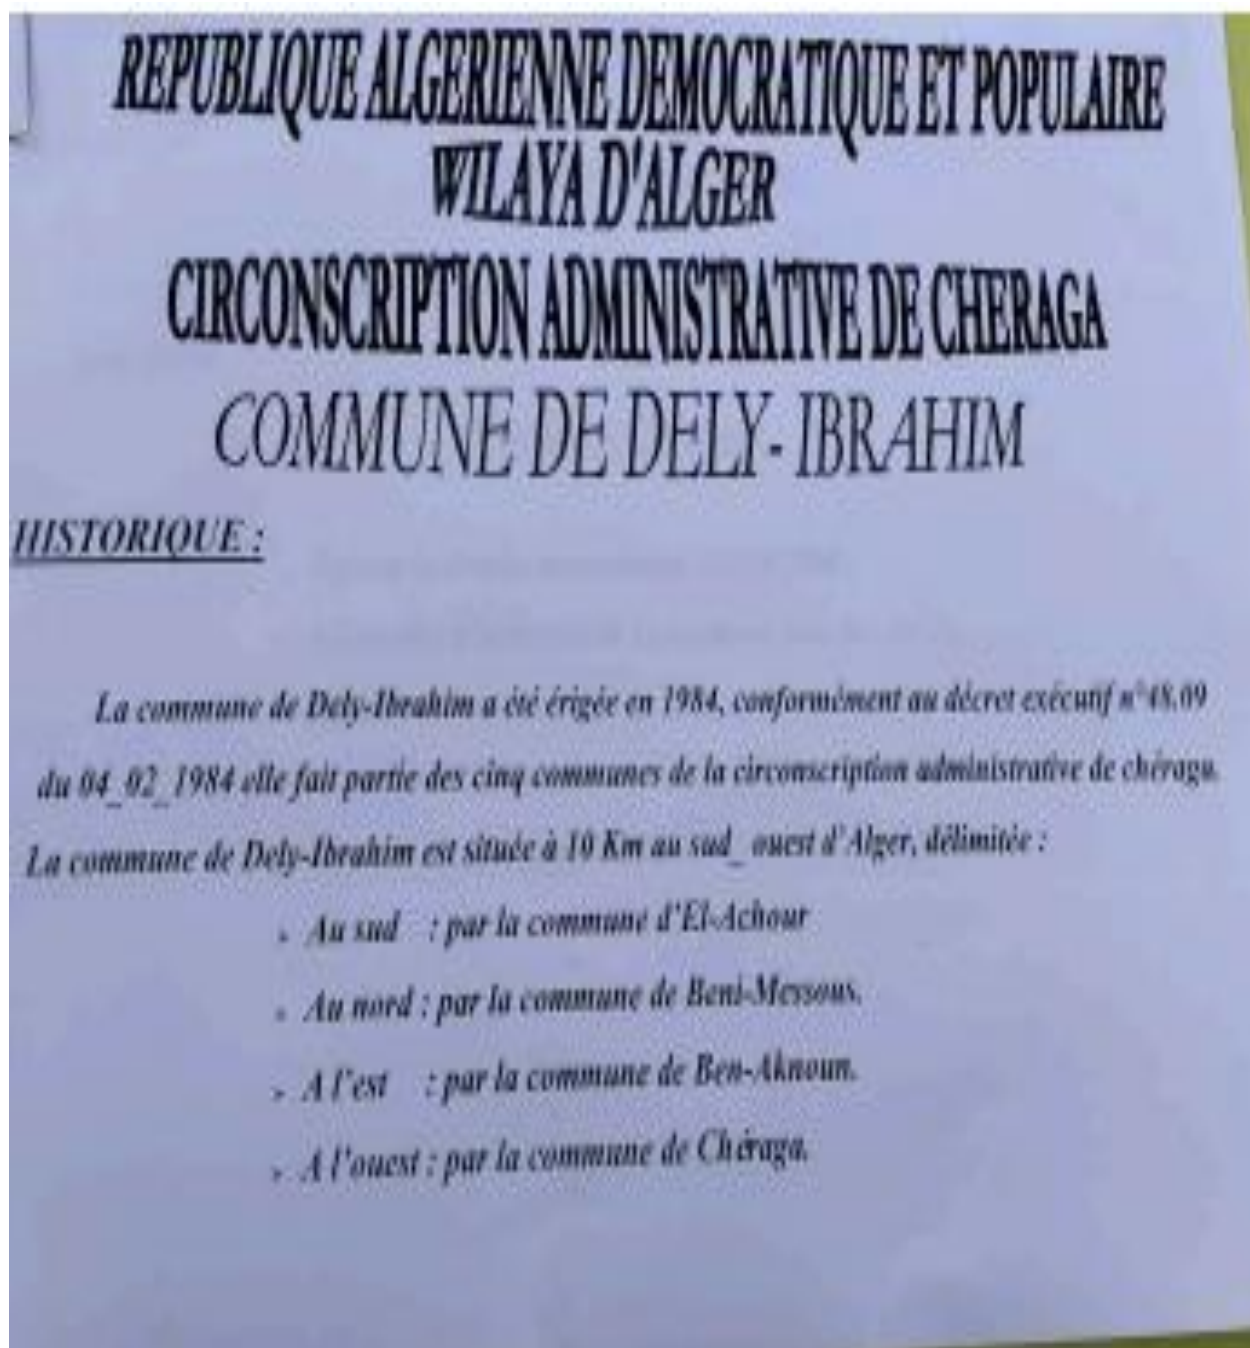 REPUBLIQUE ALGERIENNE DEMOCRATIQUE ET POPULAIRE
WILAYA D'ALGER
CIRCONSCRIPTION ADMINISTRATIVE DE CHERAGA
COMMUNE DE DELY- IBRAHIM
HISTORIQUE :
La commune de Dely-Ibrahim a été érigée en 1984, conformément au décret exécutif n°48.09
du 04_02_1984 elle fait partie des cinq communes de la circonscription administrative de chéraga.
La commune de Dely-Ibrahim est située à 10 Km au sud_ ouest d'Alger, délimitée :
Au sud : par la commune d'El-Achour
Au nord : par la commune de Beni-Messous.
A l'est : par la commune de Ben-Aknoun.
A l'ouest : par la commune de Chéraga.